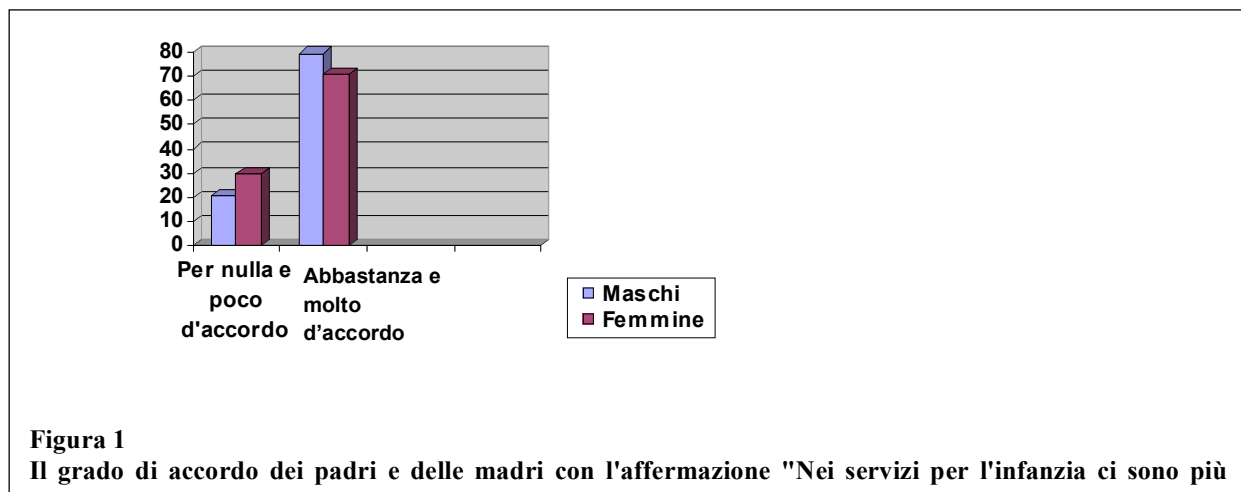 80
70
60
50
40
30
20
10
0
Per nulla e
poco
d'accordo
Abbastanza e
molto
d’accordo
Maschi
Femmine
Figura 1
Il grado di accordo dei padri e delle madri con l'affermazione "Nei servizi per l'infanzia ci sono più